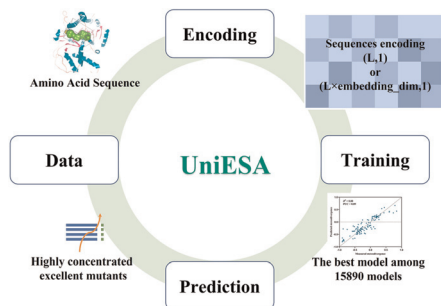 Encoding
Amino Acid Sequence
Sequences encoding
(L,1)
or
(L×embedding_dim,1)
Data
UniESA
Training
Highly concentrated
excellent mutants
Prediction
The best model among
15890 models